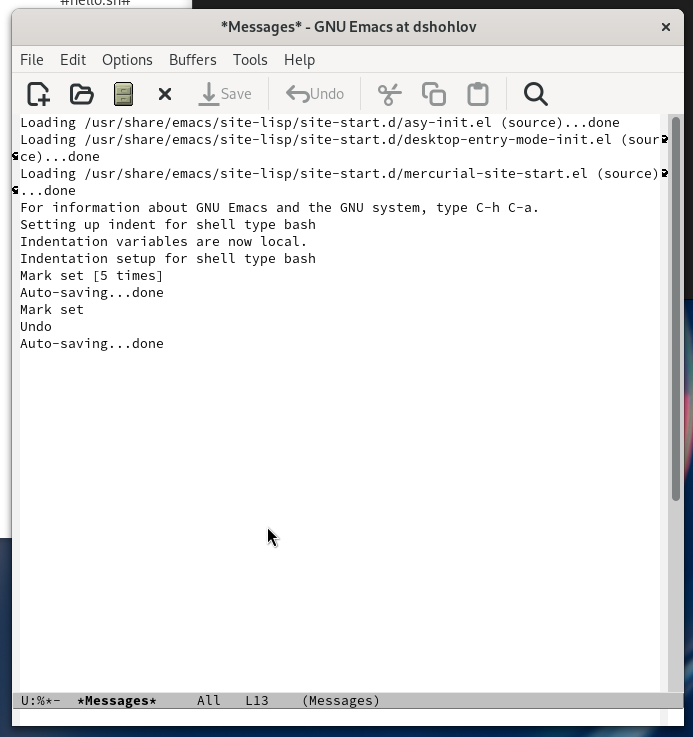 #hello.sh#
*Messages* - GNU Emacs at dshohlov
File Edit Options Buffers Tools Help
Save Undo
Loading /usr/share/emacs/site-lisp/site-start.d/asy-init.el (source)...done
Loading /usr/share/emacs/site-lisp/site-start.d/desktop-entry-mode-init.el (sour
ce)...done
Loading /usr/share/emacs/site-lisp/site-start.d/mercurial-site-start.el (source)
...done
For information about GNU Emacs and the GNU system, type C-h C-a.
Setting up indent for shell type bash
Indentation variables are now local.
Indentation setup for shell type bash
Mark set [5 times]
Auto-saving...done
Mark set
Undo
Auto-saving...done
U:%*-  *Messages*     All   L13    (Messages)